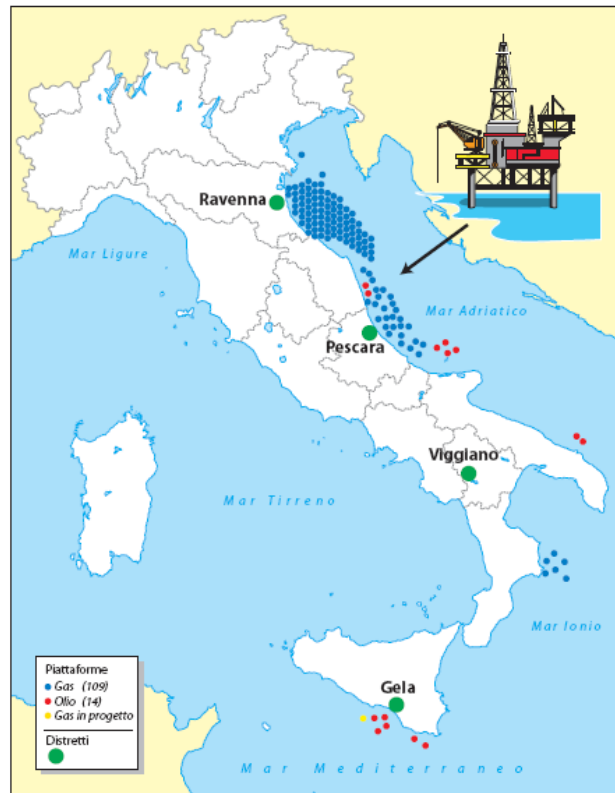 Ravenna
Mar Ligure
Mar Adriatico
Pescara
Viggiano
Mar Tirreno
Mar Ionio
Gela
Piattaforme
Gas (109)
Olio (14)
Gas in progetto
Distretti
Mar Mediterraneo